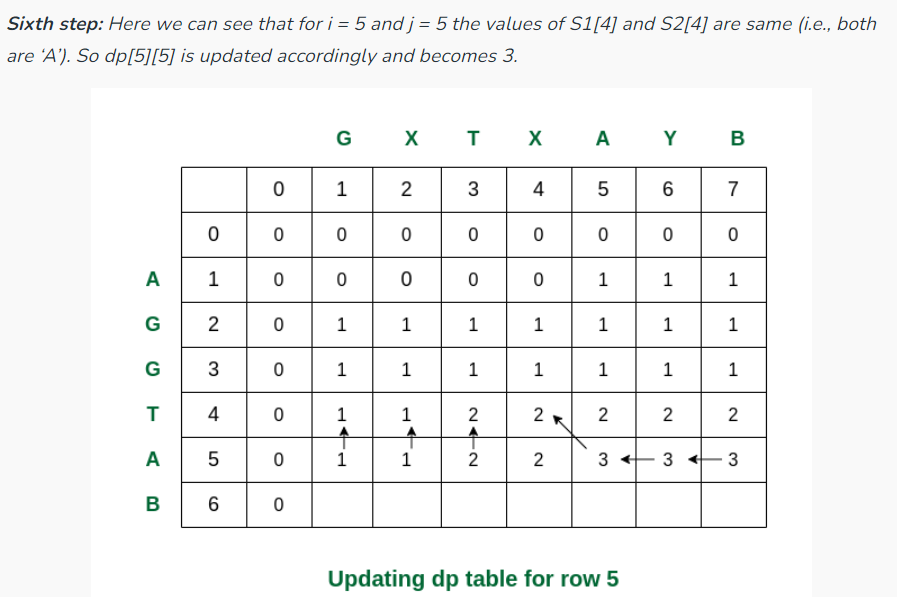 Sixth step: Here we can see that for i = 5 and j = 5 the values of S1[4] and S2[4] are same (i.e., both
are ‘A’). So dp[5][5] is updated accordingly and becomes 3.
G X T X A Y B
0 1 2 3 4 5 6 7
0 0 0 0 0 0 0 0 0
A 1 0 0 0 0 0 1 1 1
G 2 0 1 1 1 1 1 1 1
G 3 0 1 1 1 1 1 1 1
T 4 0 1 1 2 2 2 2 2
A 5 0 1 1 2 2 3 3 3
B 6 0
Updating dp table for row 5